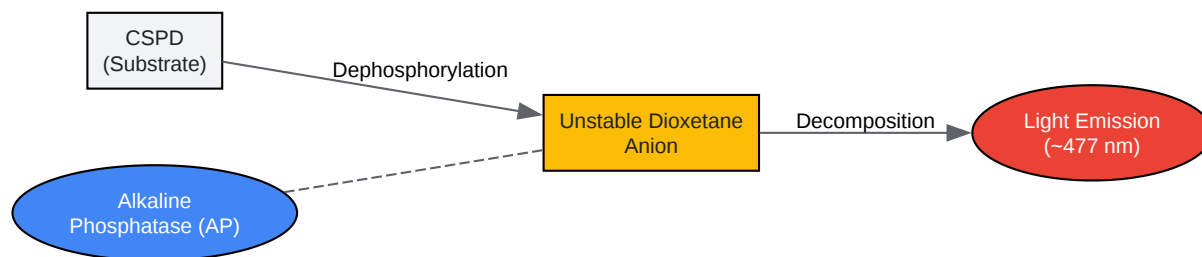 CSPD
(Substrate)
Dephosphorylation
Unstable Dioxetane
Anion
Decomposition
Light Emission
(~477 nm)
Alkaline
Phosphatase (AP)